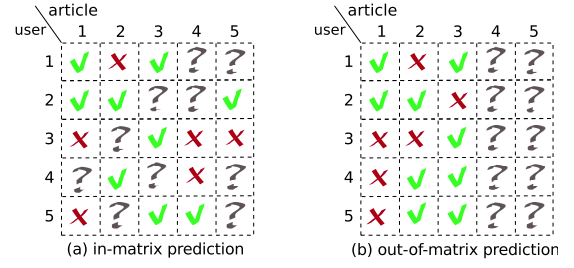 article
user
1 2 3 4 5
1 ✓ ✗ ✓ ? ?
2 ✓ ✓ ? ? ✓
3 ✗ ? ✓ ✗ ✗
4 ? ✓ ? ✗ ?
5 ✗ ? ✓ ✓ ?
(a) in-matrix prediction
article
user
1 2 3 4 5
1 ✓ ✗ ✓ ? ?
2 ✓ ✓ ✗ ? ?
3 ✗ ✗ ✓ ? ?
4 ✗ ✓ ✓ ? ?
5 ✗ ✓ ✓ ? ?
(b) out-of-matrix prediction